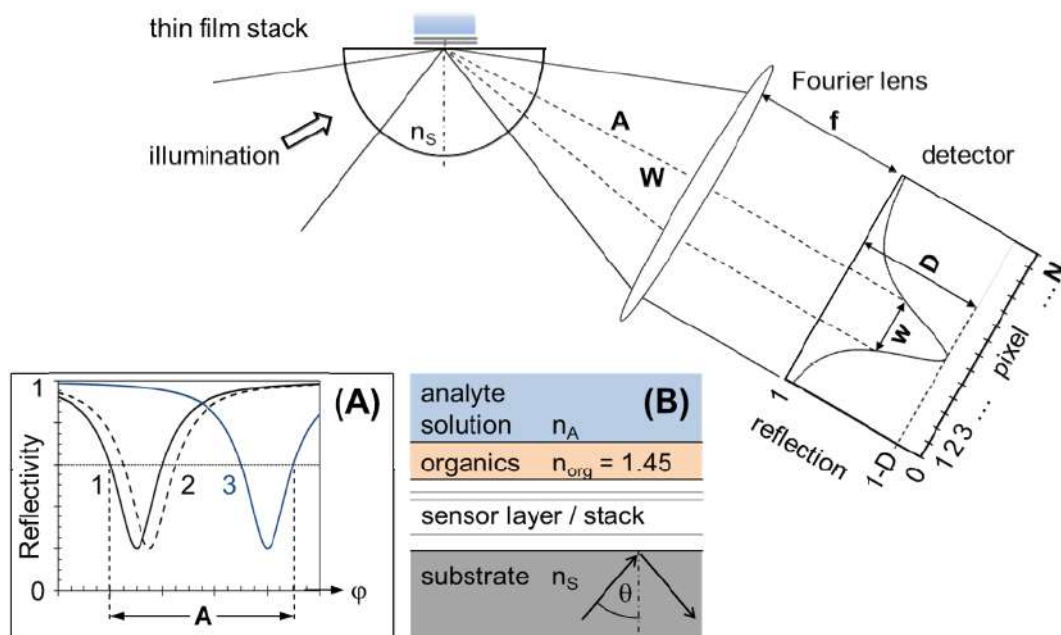 thin film stack
Fourier lens
n_S
A
f
illumination
W
detector
D
w
N
...
pixel
1 2 3 ...
1
reflection
1-D
0
1
(A)
Reflectivity
1
2
3
0
φ
A
analyte
(B)
solution n_A
organics n_org = 1.45
sensor layer / stack
substrate n_S
θ